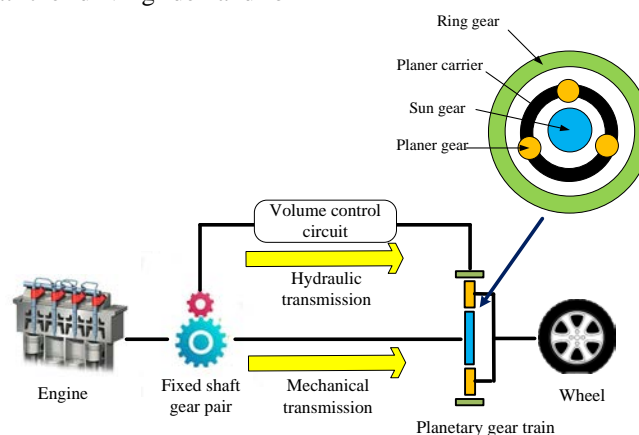 Ring gear
Planer carrier
Sun gear
Planer gear
Volume control
circuit
Hydraulic
transmission
Engine
Fixed shaft
gear pair
Mechanical
transmission
Wheel
Planetary gear train